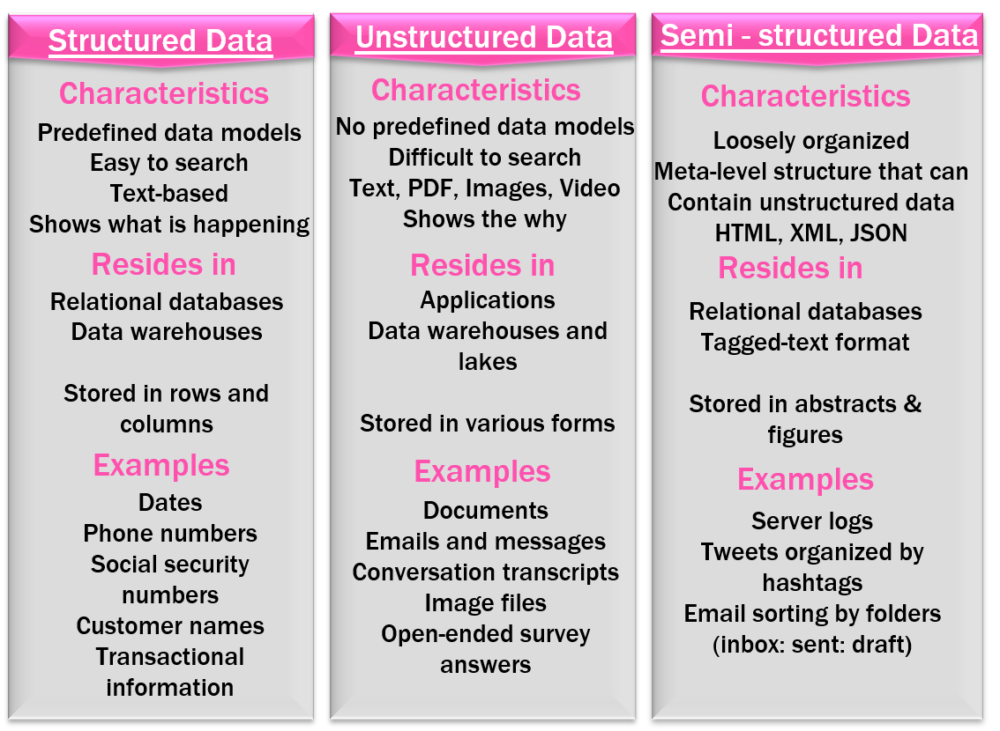 Structured Data
Characteristics
Predefined data models
Easy to search
Text-based
Shows what is happening
Resides in
Relational databases
Data warehouses
Stored in rows and
columns
Examples
Dates
Phone numbers
Social security
numbers
Customer names
Transactional
information
Unstructured Data
Characteristics
No predefined data models
Difficult to search
Text, PDF, Images, Video
Shows the why
Resides in
Applications
Data warehouses and
lakes
Stored in various forms
Examples
Documents
Emails and messages
Conversation transcripts
Image files
Open-ended survey
answers
Semi - structured Data
Characteristics
Loosely organized
Meta-level structure that can
Contain unstructured data
HTML, XML, JSON
Resides in
Relational databases
Tagged-text format
Stored in abstracts &
figures
Examples
Server logs
Tweets organized by
hashtags
Email sorting by folders
(inbox: sent: draft)